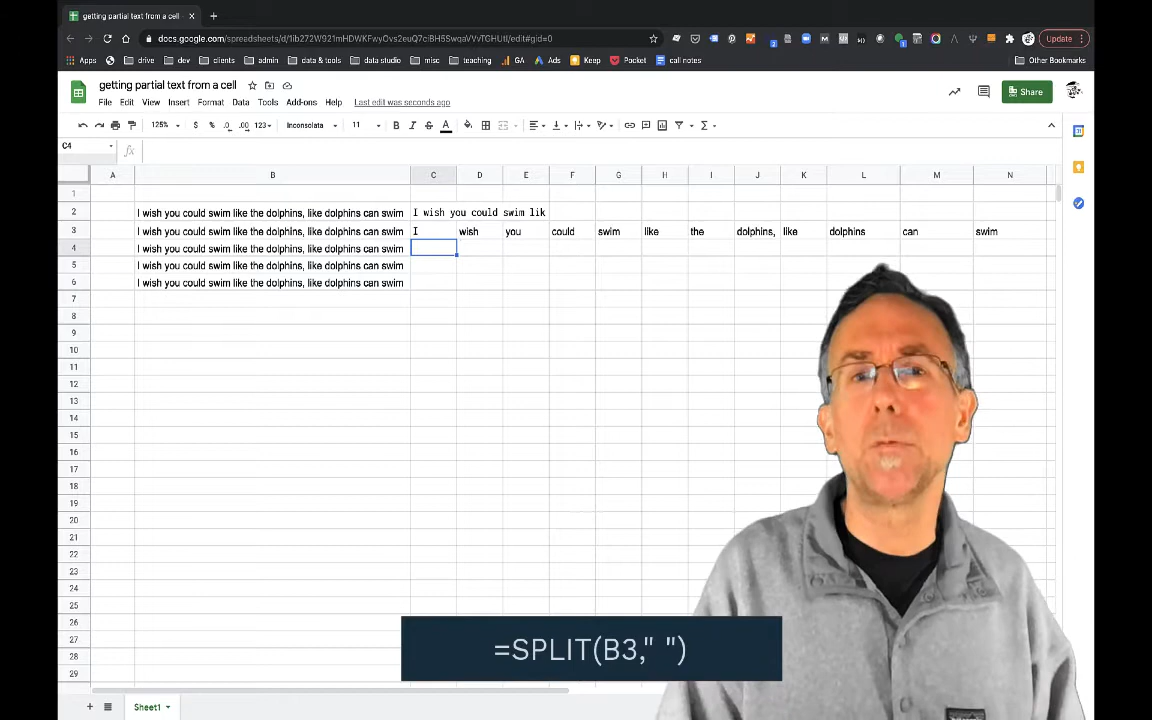 getting partial text from a cell -
docs.google.com/spreadsheets/d/1ib272W921mHDWKFwyOvs2euQ7ciBH5SwqaVVvTGHUtI/edit#gid=0
Update
Apps drive dev clients admin data & tools data studio misc teaching GA Ads Keep Pocket call notes Other Bookmarks
getting partial text from a cell
Share
File Edit View Insert Format Data Tools Add-ons Help Last edit was seconds ago
125% $ % .0 .00 123 Inconsolata 11 B I S A
C4 fx
A B C D E F G H I J K L M N
1
2 I wish you could swim like the dolphins, like dolphins can swim I wish you could swim lik
3 I wish you could swim like the dolphins, like dolphins can swim I wish you could swim like the dolphins, like dolphins can swim
4 I wish you could swim like the dolphins, like dolphins can swim
5 I wish you could swim like the dolphins, like dolphins can swim
6 I wish you could swim like the dolphins, like dolphins can swim
7
8
9
10
11
12
13
14
15
16
17
18
19
20
21
22
23
24
25
26
27
28
29
=SPLIT(B3," ")
Sheet1